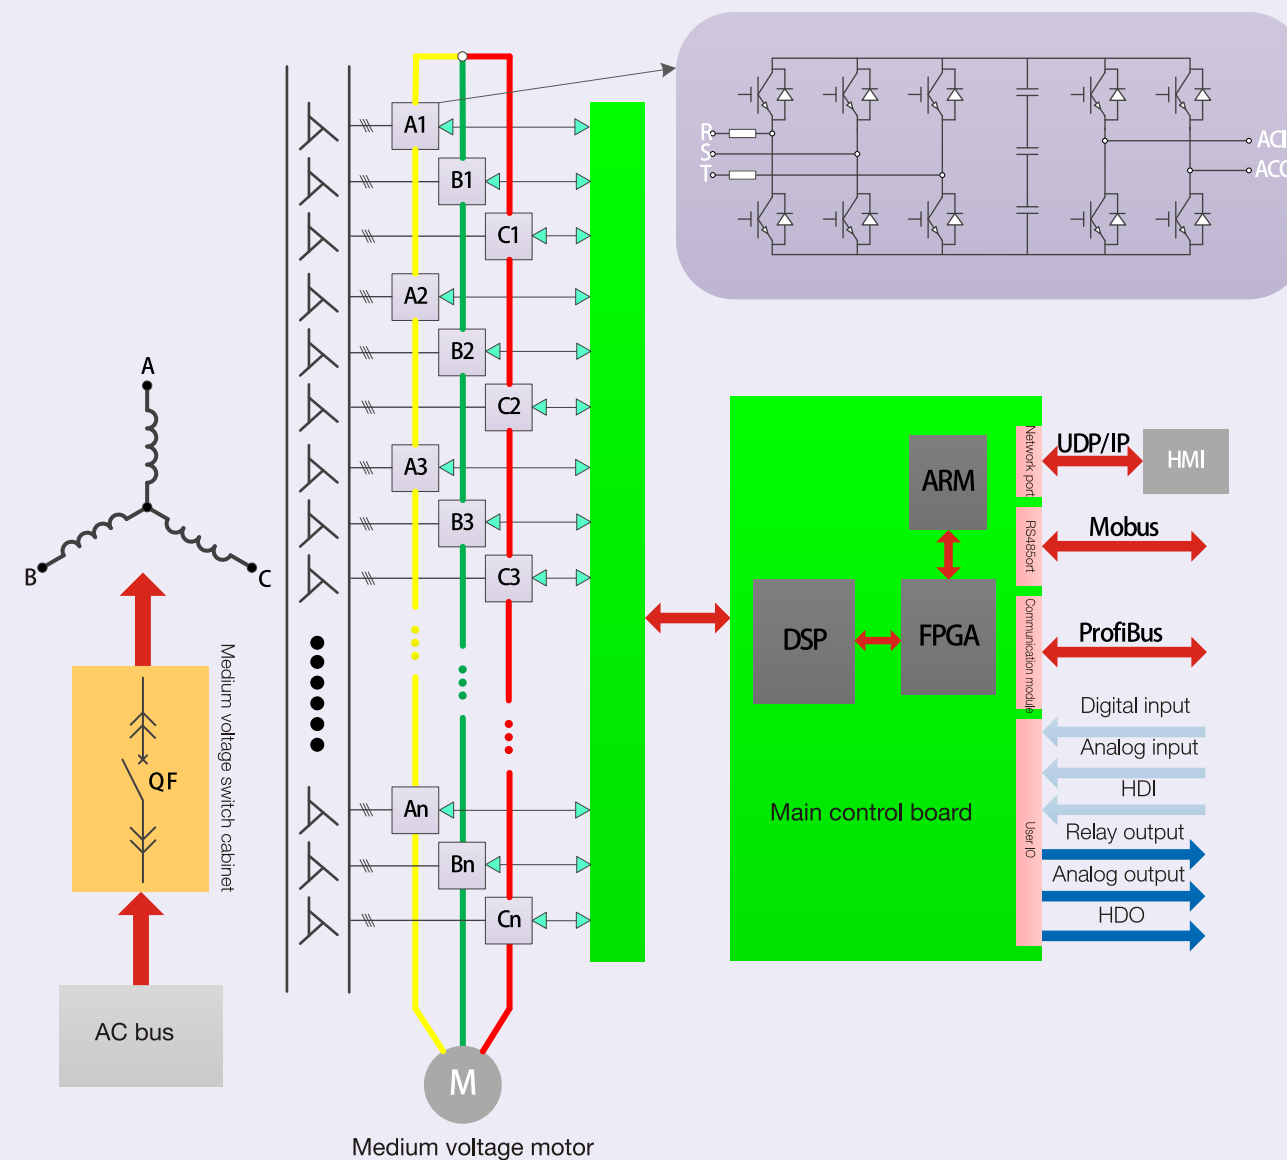 A
B
C
Medium voltage switch cabinet
QF
AC bus
A1
B1
C1
A2
B2
C2
A3
B3
C3
An
Bn
Cn
M
Medium voltage motor
R
S
T
ARM
DSP
FPGA
Main control board
Network port
RS485ort
Communication module
User IO
UDP/IP
HMI
Mobus
ProfiBus
Digital input
Analog input
HDI
Relay output
Analog output
HDO